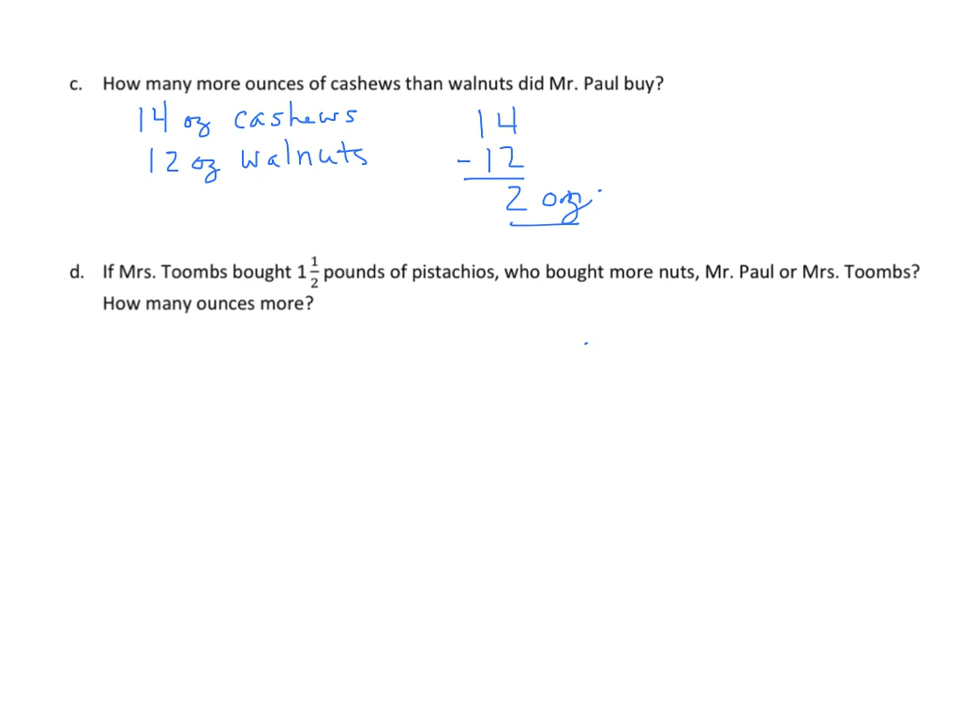 c. How many more ounces of cashews than walnuts did Mr. Paul buy?
14 oz cashews 14
12 oz walnuts - 12
2 oz.
d. If Mrs. Toombs bought 1 1/2 pounds of pistachios, who bought more nuts, Mr. Paul or Mrs. Toombs?
How many ounces more?